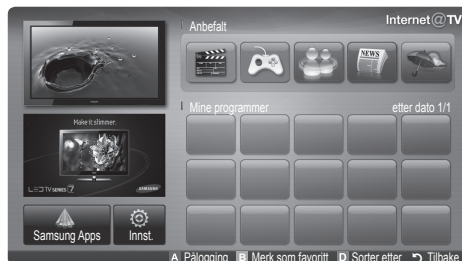 Internet@TV
Anbefalt
NEWS
Mine programmer etter dato 1/1
Make it slimmer.
LED TV SERIES 7
SAMSUNG
Samsung Apps
Innst.
A Pålogging B Merk som favoritt D Sorter etter Tilbake